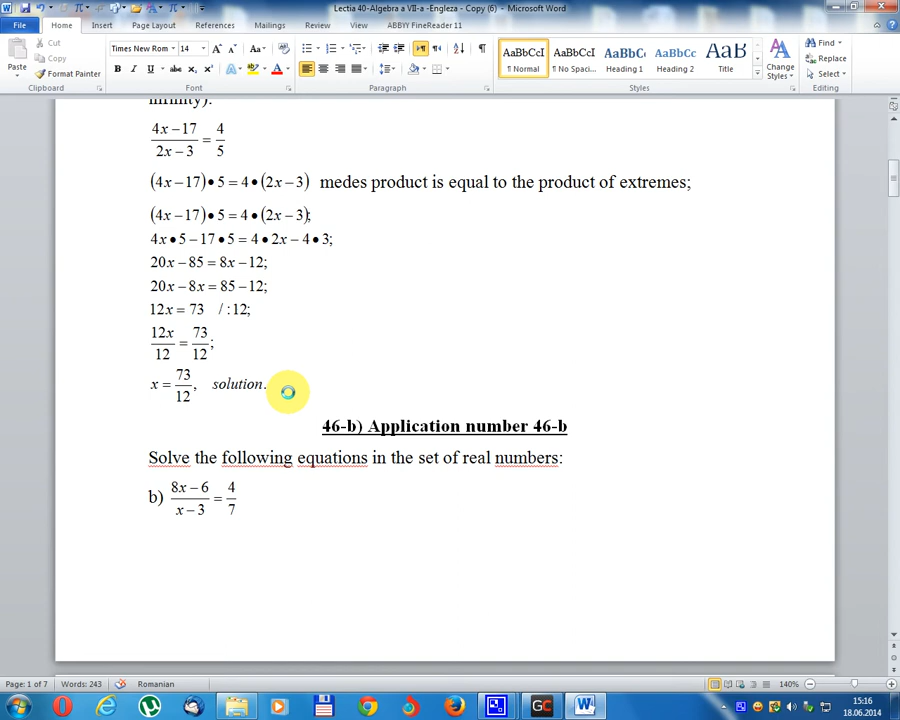 Lectia 40-Algebra a VII-a -Engleza - Copy (6) - Microsoft Word
File Home Insert Page Layout References Mailings Review View ABBYY FineReader 11
Cut
Copy
Format Painter
Paste
Clipboard
Times New Rom 14
Font
Paragraph
AaBbCcI AaBbCcI AaBbC AaBbCc AaB
¶ Normal ¶ No Spaci... Heading 1 Heading 2 Title
Change Styles
Styles
Find
Replace
Select
Editing
infinity).
(4x − 17)/(2x − 3) = 4/5
(4x − 17) • 5 = 4 • (2x − 3) medes product is equal to the product of extremes;
(4x − 17) • 5 = 4 • (2x − 3);
4x • 5 − 17 • 5 = 4 • 2x − 4 • 3;
20x − 85 = 8x − 12;
20x − 8x = 85 − 12;
12x = 73 / : 12;
12x/12 = 73/12;
x = 73/12, solution.
46-b) Application number 46-b
Solve the following equations in the set of real numbers:
b) (8x − 6)/(x − 3) = 4/7
Page: 1 of 7 Words: 243 Romanian 140%
15:16
18.06.2014